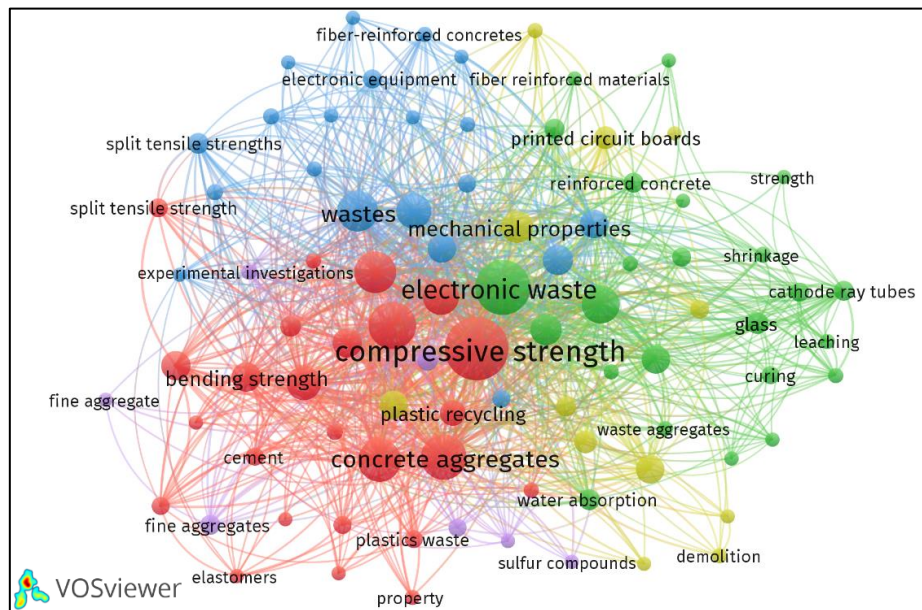 fiber-reinforced concretes
electronic equipment
fiber reinforced materials
split tensile strengths
printed circuit boards
split tensile strength
reinforced concrete
strength
wastes
mechanical properties
experimental investigations
shrinkage
electronic waste
cathode ray tubes
glass
leaching
compressive strength
bending strength
curing
fine aggregate
plastic recycling
waste aggregates
cement
concrete aggregates
water absorption
fine aggregates
plastics waste
sulfur compounds
demolition
elastomers
property
VOSviewer